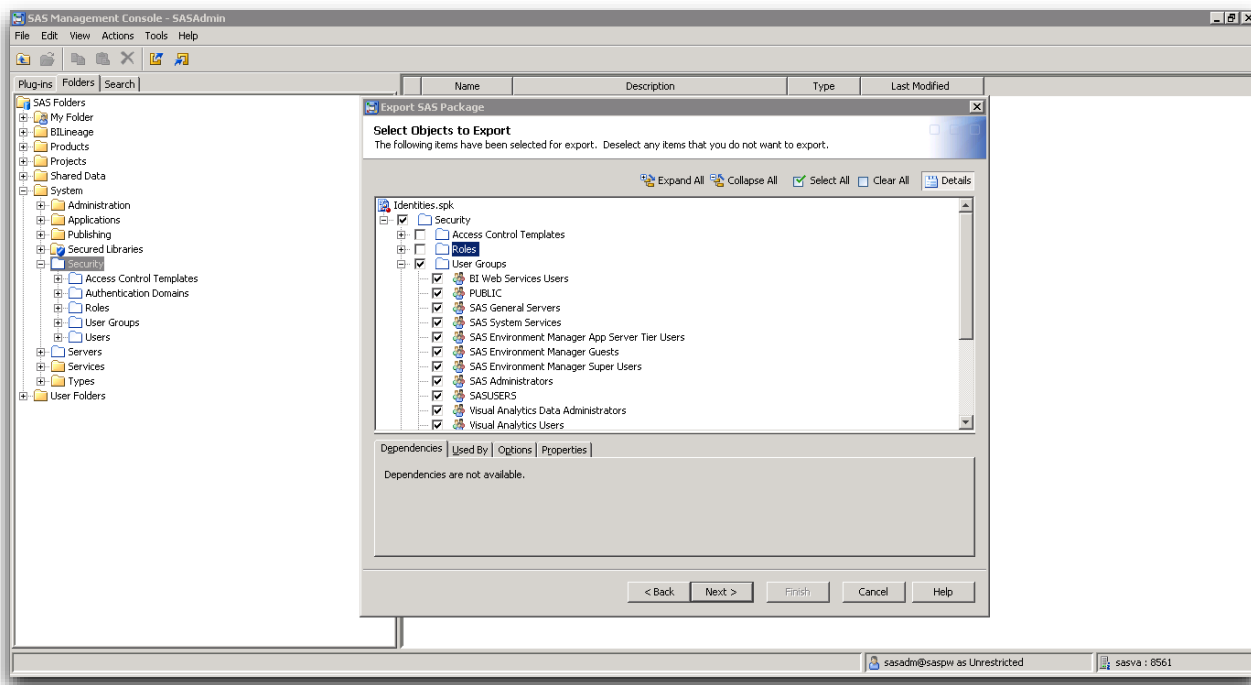 SAS Management Console - SASAdmin
File Edit View Actions Tools Help
Plug-ins Folders Search
SAS Folders
My Folder
BILineage
Products
Projects
Shared Data
System
Administration
Applications
Publishing
Secured Libraries
Security
Access Control Templates
Authentication Domains
Roles
User Groups
Users
Servers
Services
Types
User Folders
Name Description Type Last Modified
Export SAS Package
Select Objects to Export
The following items have been selected for export. Deselect any items that you do not want to export.
Expand All Collapse All Select All Clear All Details
Identities.spk
Security
Access Control Templates
Roles
User Groups
BI Web Services Users
PUBLIC
SAS General Servers
SAS System Services
SAS Environment Manager App Server Tier Users
SAS Environment Manager Guests
SAS Environment Manager Super Users
SAS Administrators
SASUSERS
Visual Analytics Data Administrators
Visual Analytics Users
Dependencies Used By Options Properties
Dependencies are not available.
< Back Next > Finish Cancel Help
sasadm@saspw as Unrestricted sasva : 8561